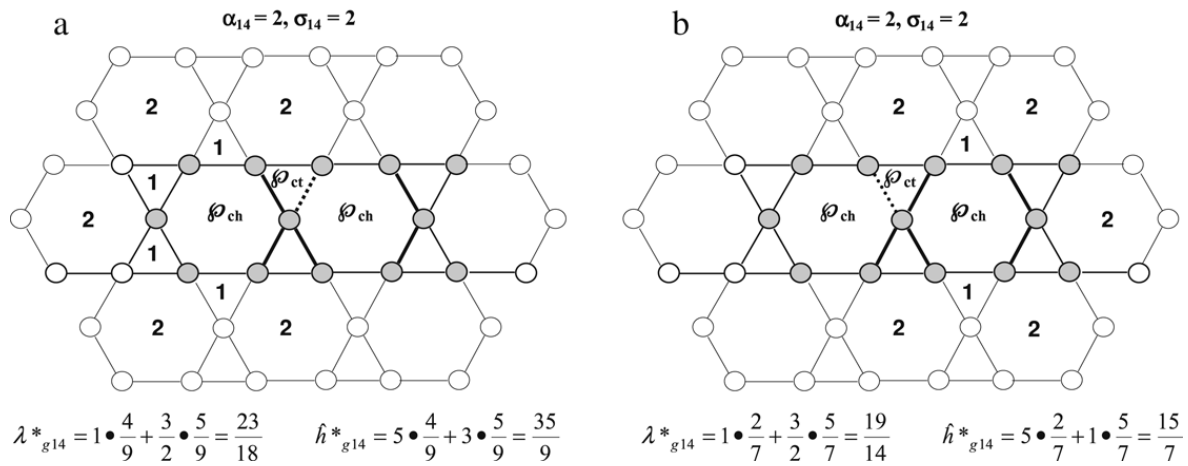 a
α14 = 2, σ14 = 2
2 2
1
℘ct
1
℘ch ℘ch
2
1
1
2 2
λ*g14 = 1 • 4/9 + 3/2 • 5/9 = 23/18
ĥ*g14 = 5 • 4/9 + 3 • 5/9 = 35/9
b
α14 = 2, σ14 = 2
2 2
1
℘ct
℘ch ℘ch
2
1
2 2
λ*g14 = 1 • 2/7 + 3/2 • 5/7 = 19/14
ĥ*g14 = 5 • 2/7 + 1 • 5/7 = 15/7